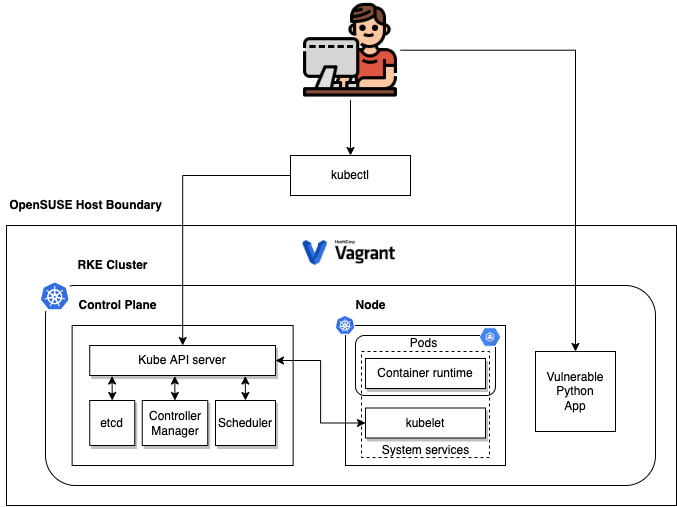 kubectl
OpenSUSE Host Boundary
HashiCorp
Vagrant
RKE Cluster
Control Plane
Node
Kube API server
Pods
Container runtime
Vulnerable
Python
App
etcd
Controller
Manager
Scheduler
kubelet
System services